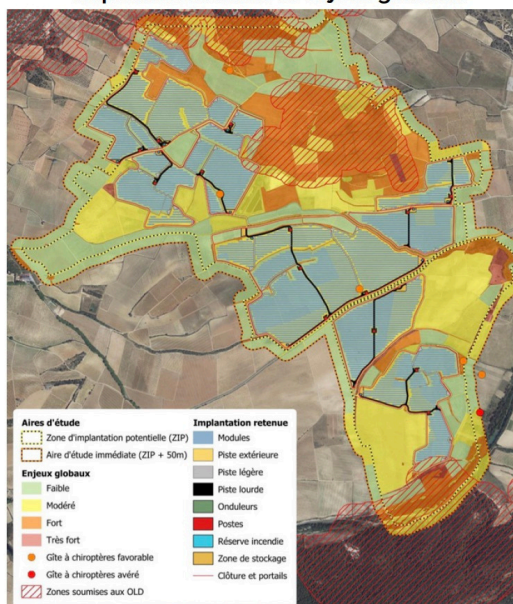 Aires d'étude
Zone d'implantation potentielle (ZIP)
Aire d'étude immédiate (ZIP + 50m)
Enjeux globaux
Faible
Modéré
Fort
Très fort
Gîte à chiroptères favorable
Gîte à chiroptères avéré
Zones soumises aux OLD
Implantation retenue
Modules
Piste extérieure
Piste légère
Piste lourde
Onduleurs
Postes
Réserve incendie
Zone de stockage
Clôture et portails